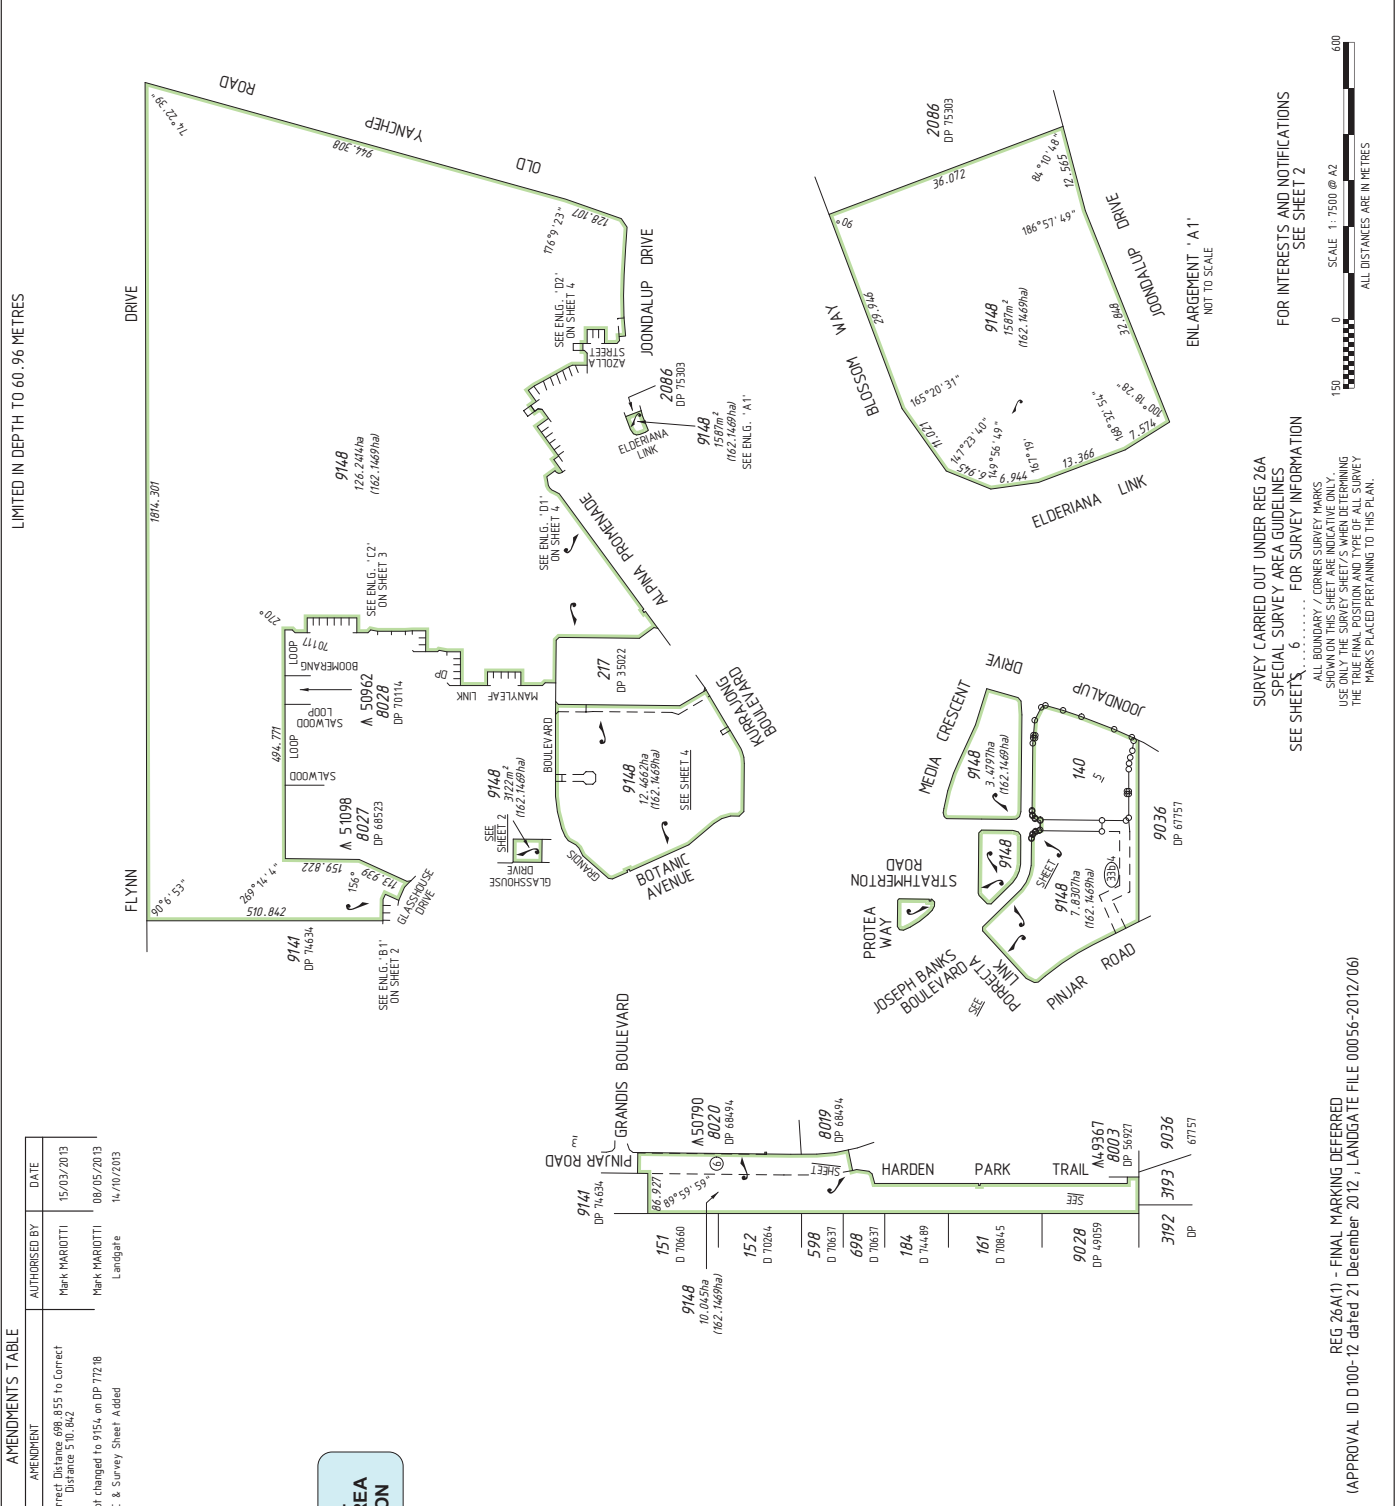 LIMITED IN DEPTH TO 60.96 METRES
FLYNN
DRIVE
1814.301
74°22'39"
OLD
YANCHEP
ROAD
944.308
128.107
176°9'23"
90°6'53"
510.842
269°14'4"
159.822
156°
113.939
494.771
270°
70117
9148
126.2414ha
(162.1469ha)
SEE ENLG. 'C2'
ON SHEET 3
SEE ENLG. 'D1'
ON SHEET 4
SEE ENLG. 'D2'
ON SHEET 4
SEE ENLG. 'B1'
ON SHEET 2
9141
DP 74634
GLASSHOUSE
DRIVE
51098
8027
DP 68523
SALWOOD
LOOP
SALWOOD
LOOP
50962
8028
DP 70114
BOOMERANG
LOOP
DP
MANYLEAF
LINK
217
DP 35022
ALPINA PROMENADE
AZOLLA
STREET
JOONDALUP DRIVE
2086
DP 75303
ELDERIANA
LINK
9148
1587m²
(162.1469ha)
SEE ENLG. 'A1'
KURRAJONG
BOULEVARD
BOULEVARD
GRANDIS
9148
12.4662ha
(162.1469ha)
SEE SHEET 4
BOTANIC
AVENUE
9148
3122m²
(162.1469ha)
SEE
SHEET 2
GLASSHOUSE
DRIVE
2086
DP 75303
36.072
90°
84°10'48"
12.565
186°57'49"
JOONDALUP DRIVE
32.848
29.946
BLOSSOM WAY
165°20'31"
11.021
147°23'40"
6.945
149°56'49"
6.944
167°19'
13.366
168°32'54"
7.574
100°18'28"
9148
1587m²
(162.1469ha)
ELDERIANA LINK
ENLARGEMENT 'A1'
NOT TO SCALE
MEDIA CRESCENT
DRIVE
JOONDALUP
9148
3.4797ha
(162.1469ha)
140
9036
DP 67757
STRATHMERTON
ROAD
9148
PROTEA
WAY
SHEET
9148
7.8307ha
(162.1469ha)
JOSEPH BANKS
BOULEVARD
SEE
PORRECTA
LINK
PINJAR ROAD
GRANDIS BOULEVARD
PINJAR ROAD
9141
DP 74634
86.927
89°59'59"
6
50790
8020
DP 68494
8019
DP 68494
SHEET
HARDEN PARK TRAIL
SEE
49367
8003
DP 56927
9036
67757
3193
3192
DP
151
D 70660
152
D 70264
598
D 70637
698
D 70637
184
D 74489
161
D 70845
9028
DP 49059
9148
10.045ha
(162.1469ha)
FOR INTERESTS AND NOTIFICATIONS
SEE SHEET 2
SURVEY CARRIED OUT UNDER REG 26A
SPECIAL SURVEY AREA GUIDELINES
SEE SHEETS 6 FOR SURVEY INFORMATION
ALL BOUNDARY / CORNER SURVEY MARKS
SHOWN ON THIS SHEET ARE INDICATIVE ONLY.
USE ONLY THE SURVEY SHEET/S WHEN DETERMINING
THE TRUE FINAL POSITION AND TYPE OF ALL SURVEY
MARKS PLACED PERTAINING TO THIS PLAN.
150 0 600
SCALE 1: 7500 @ A2
ALL DISTANCES ARE IN METRES
REG 26A(1) - FINAL MARKING DEFERRED
(APPROVAL ID D100-12 dated 21 December 2012, LANDGATE FILE 00056-2012/06)
AMENDMENTS TABLE
AMENDMENT AUTHORISED BY DATE
rrect Distance 698.855 to Correct
Distance 510.842
Mark MARIOTTI 15/03/2013
ot changed to 9154 on DP 77218 Mark MARIOTTI 08/05/2013
& Survey Sheet Added Landgate 14/10/2013
REA
ON